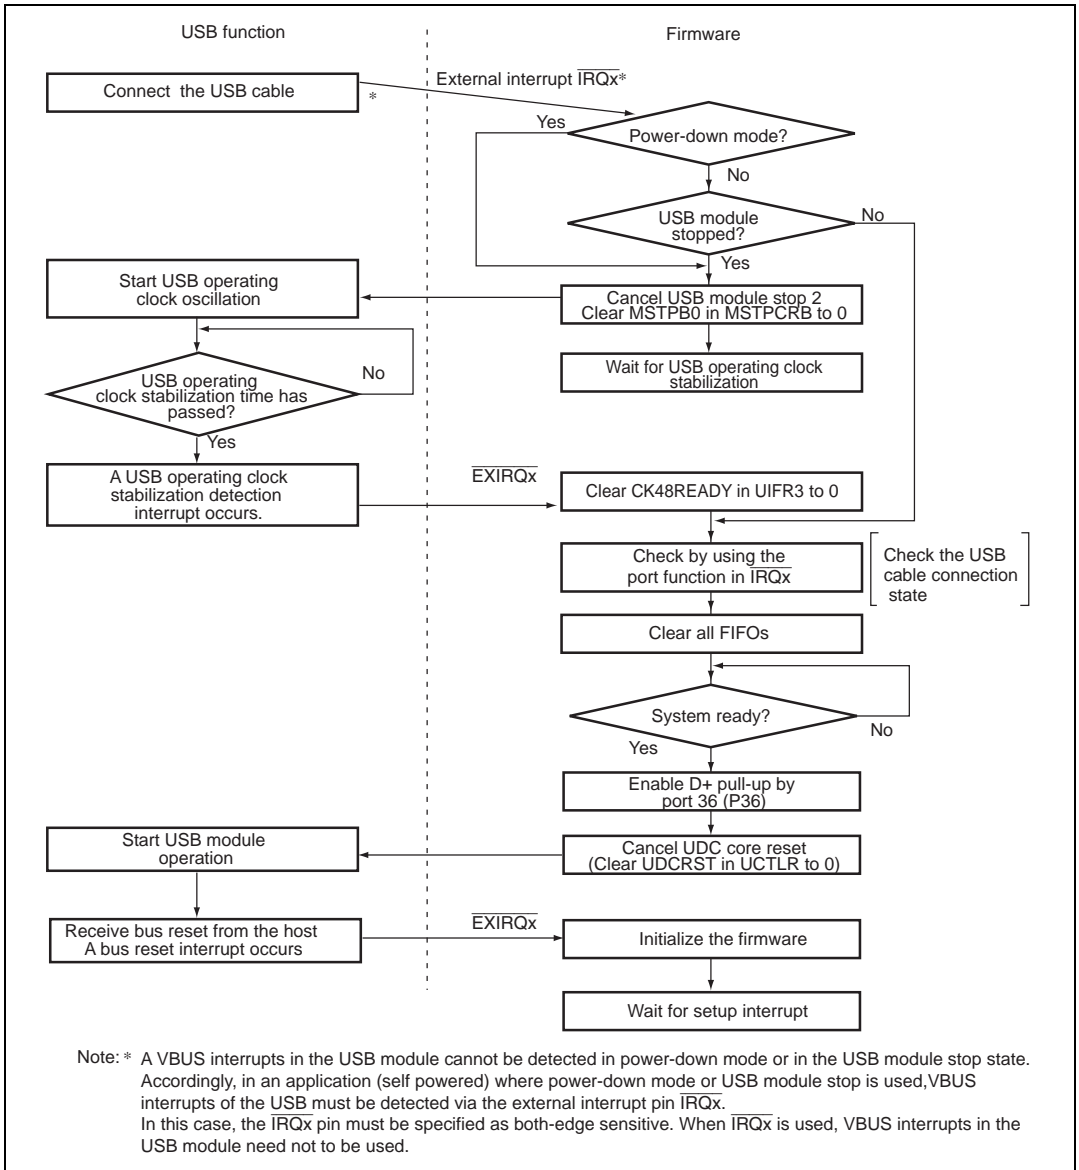 USB function
Firmware
Connect  the USB cable
*
External interrupt IRQx*
Power-down mode?
Yes
No
USB module
stopped?
No
Yes
Start USB operating
clock oscillation
Cancel USB module stop 2
Clear MSTPB0 in MSTPCRB to 0
Wait for USB operating clock
stabilization
USB operating
clock stabilization time has
passed?
No
Yes
A USB operating clock
stabilization detection
interrupt occurs.
EXIRQx
Clear CK48READY in UIFR3 to 0
Check by using the
port function in IRQx
Check the USB
cable connection
state
Clear all FIFOs
System ready?
No
Yes
Enable D+ pull-up by
port 36 (P36)
Start USB module
operation
Cancel UDC core reset
(Clear UDCRST in UCTLR to 0)
Receive bus reset from the host
A bus reset interrupt occurs
EXIRQx
Initialize the firmware
Wait for setup interrupt
Note: * A VBUS interrupts in the USB module cannot be detected in power-down mode or in the USB module stop state.
Accordingly, in an application (self powered) where power-down mode or USB module stop is used,VBUS
interrupts of the USB must be detected via the external interrupt pin IRQx.
In this case, the IRQx pin must be specified as both-edge sensitive. When IRQx is used, VBUS interrupts in the
USB module need not to be used.